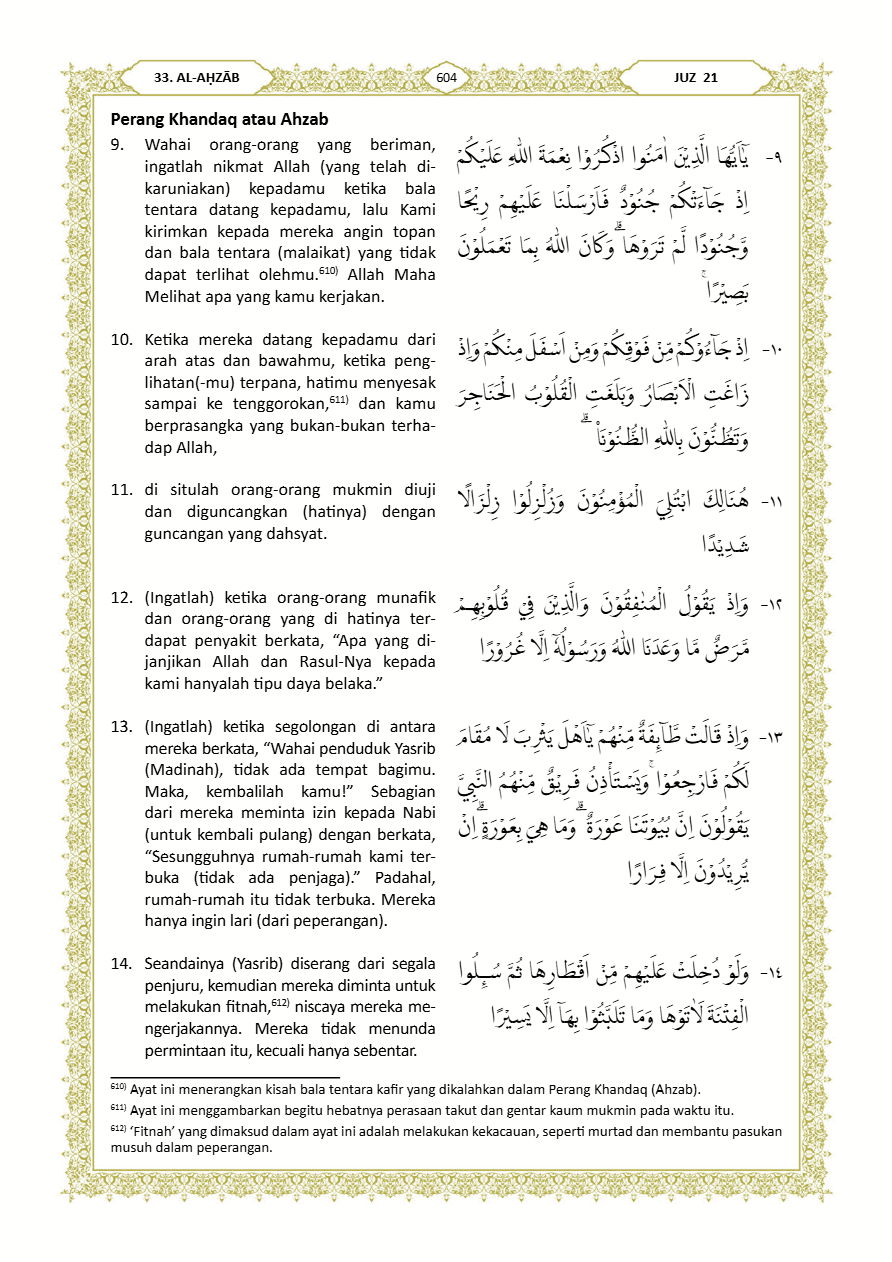 33. AL-AḤZĀB
604
JUZ 21
Perang Khandaq atau Ahzab
9. Wahai orang-orang yang beriman,
ingatlah nikmat Allah (yang telah di-
karuniakan) kepadamu ketika bala
tentara datang kepadamu, lalu Kami
kirimkan kepada mereka angin topan
dan bala tentara (malaikat) yang tidak
dapat terlihat olehmu.⁶¹⁰⁾ Allah Maha
Melihat apa yang kamu kerjakan.
٩- يٰٓاَيُّهَا الَّذِيْنَ اٰمَنُوا اذْكُرُوْا نِعْمَةَ اللّٰهِ عَلَيْكُمْ
اِذْ جَاۤءَتْكُمْ جُنُوْدٌ فَاَرْسَلْنَا عَلَيْهِمْ رِيْحًا
وَّجُنُوْدًا لَّمْ تَرَوْهَا ۗوَكَانَ اللّٰهُ بِمَا تَعْمَلُوْنَ
بَصِيْرًاۚ
10. Ketika mereka datang kepadamu dari
arah atas dan bawahmu, ketika peng-
lihatan(-mu) terpana, hatimu menyesak
sampai ke tenggorokan,⁶¹¹⁾ dan kamu
berprasangka yang bukan-bukan terha-
dap Allah,
١٠- اِذْ جَاۤءُوْكُمْ مِّنْ فَوْقِكُمْ وَمِنْ اَسْفَلَ مِنْكُمْ وَاِذْ
زَاغَتِ الْاَبْصَارُ وَبَلَغَتِ الْقُلُوْبُ الْحَنَاجِرَ
وَتَظُنُّوْنَ بِاللّٰهِ الظُّنُوْنَا۠ ۗ
11. di situlah orang-orang mukmin diuji
dan diguncangkan (hatinya) dengan
guncangan yang dahsyat.
١١- هُنَالِكَ ابْتُلِيَ الْمُؤْمِنُوْنَ وَزُلْزِلُوْا زِلْزَالًا
شَدِيْدًا
12. (Ingatlah) ketika orang-orang munafik
dan orang-orang yang di hatinya ter-
dapat penyakit berkata, “Apa yang di-
janjikan Allah dan Rasul-Nya kepada
kami hanyalah tipu daya belaka.”
١٢- وَاِذْ يَقُوْلُ الْمُنٰفِقُوْنَ وَالَّذِيْنَ فِيْ قُلُوْبِهِمْ
مَّرَضٌ مَّا وَعَدَنَا اللّٰهُ وَرَسُوْلُهٗٓ اِلَّا غُرُوْرًا
13. (Ingatlah) ketika segolongan di antara
mereka berkata, “Wahai penduduk Yasrib
(Madinah), tidak ada tempat bagimu.
Maka, kembalilah kamu!” Sebagian
dari mereka meminta izin kepada Nabi
(untuk kembali pulang) dengan berkata,
“Sesungguhnya rumah-rumah kami ter-
buka (tidak ada penjaga).” Padahal,
rumah-rumah itu tidak terbuka. Mereka
hanya ingin lari (dari peperangan).
١٣- وَاِذْ قَالَتْ طَّاۤىِٕفَةٌ مِّنْهُمْ يٰٓاَهْلَ يَثْرِبَ لَا مُقَامَ
لَكُمْ فَارْجِعُوْا ۚوَيَسْتَأْذِنُ فَرِيْقٌ مِّنْهُمُ النَّبِيَّ
يَقُوْلُوْنَ اِنَّ بُيُوْتَنَا عَوْرَةٌ ۗوَمَا هِيَ بِعَوْرَةٍ ۗاِنْ
يُّرِيْدُوْنَ اِلَّا فِرَارًا
14. Seandainya (Yasrib) diserang dari segala
penjuru, kemudian mereka diminta untuk
melakukan fitnah,⁶¹²⁾ niscaya mereka me-
ngerjakannya. Mereka tidak menunda
permintaan itu, kecuali hanya sebentar.
١٤- وَلَوْ دُخِلَتْ عَلَيْهِمْ مِّنْ اَقْطَارِهَا ثُمَّ سُىِٕلُوا
الْفِتْنَةَ لَاٰتَوْهَا وَمَا تَلَبَّثُوْا بِهَآ اِلَّا يَسِيْرًا
⁶¹⁰⁾ Ayat ini menerangkan kisah bala tentara kafir yang dikalahkan dalam Perang Khandaq (Ahzab).
⁶¹¹⁾ Ayat ini menggambarkan begitu hebatnya perasaan takut dan gentar kaum mukmin pada waktu itu.
⁶¹²⁾ ‘Fitnah’ yang dimaksud dalam ayat ini adalah melakukan kekacauan, seperti murtad dan membantu pasukan
musuh dalam peperangan.